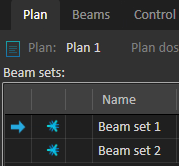 Plan Beams Control
Plan: Plan 1 Plan dos
Beam sets:
Name
Beam set 1
Beam set 2